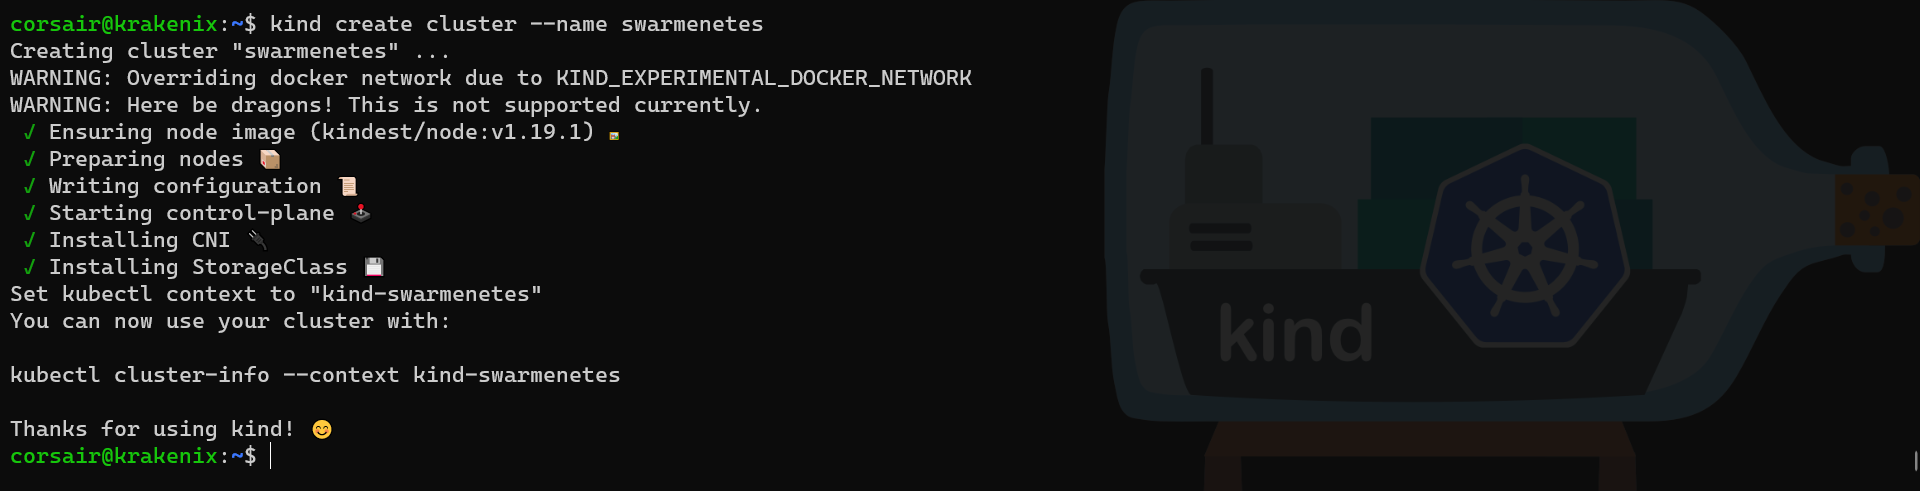 corsair@krakenix:~$ kind create cluster --name swarmenetes
Creating cluster "swarmenetes" ...
WARNING: Overriding docker network due to KIND_EXPERIMENTAL_DOCKER_NETWORK
WARNING: Here be dragons! This is not supported currently.
✓ Ensuring node image (kindest/node:v1.19.1) 🖼
✓ Preparing nodes 📦
✓ Writing configuration 📜
✓ Starting control-plane 🕹️
✓ Installing CNI 🔌
✓ Installing StorageClass 💾
Set kubectl context to "kind-swarmenetes"
You can now use your cluster with:
kubectl cluster-info --context kind-swarmenetes
Thanks for using kind! 😊
corsair@krakenix:~$
kind